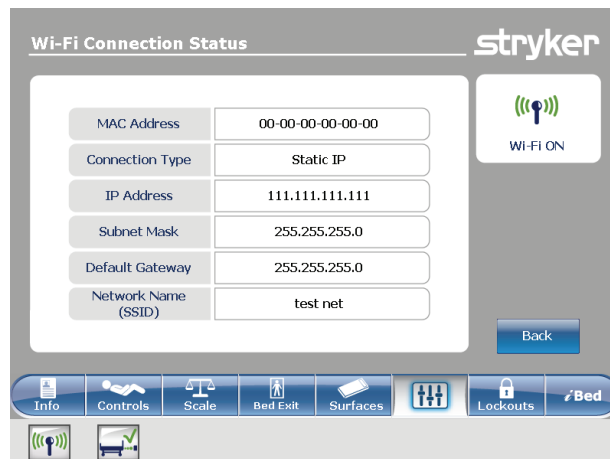 Wi-Fi Connection Status
stryker
MAC Address 00-00-00-00-00-00
Connection Type Static IP
IP Address 111.111.111.111
Subnet Mask 255.255.255.0
Default Gateway 255.255.255.0
Network Name
(SSID) test net
Wi-Fi ON
Back
Info Controls Scale Bed Exit Surfaces Lockouts iBed